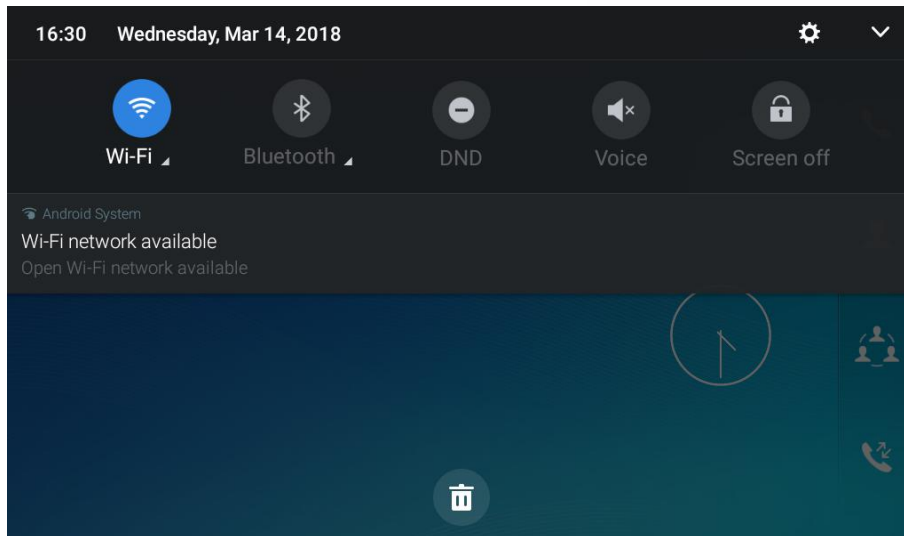 16:30 Wednesday, Mar 14, 2018
Wi-Fi Bluetooth DND Voice Screen off
Android System
Wi-Fi network available
Open Wi-Fi network available